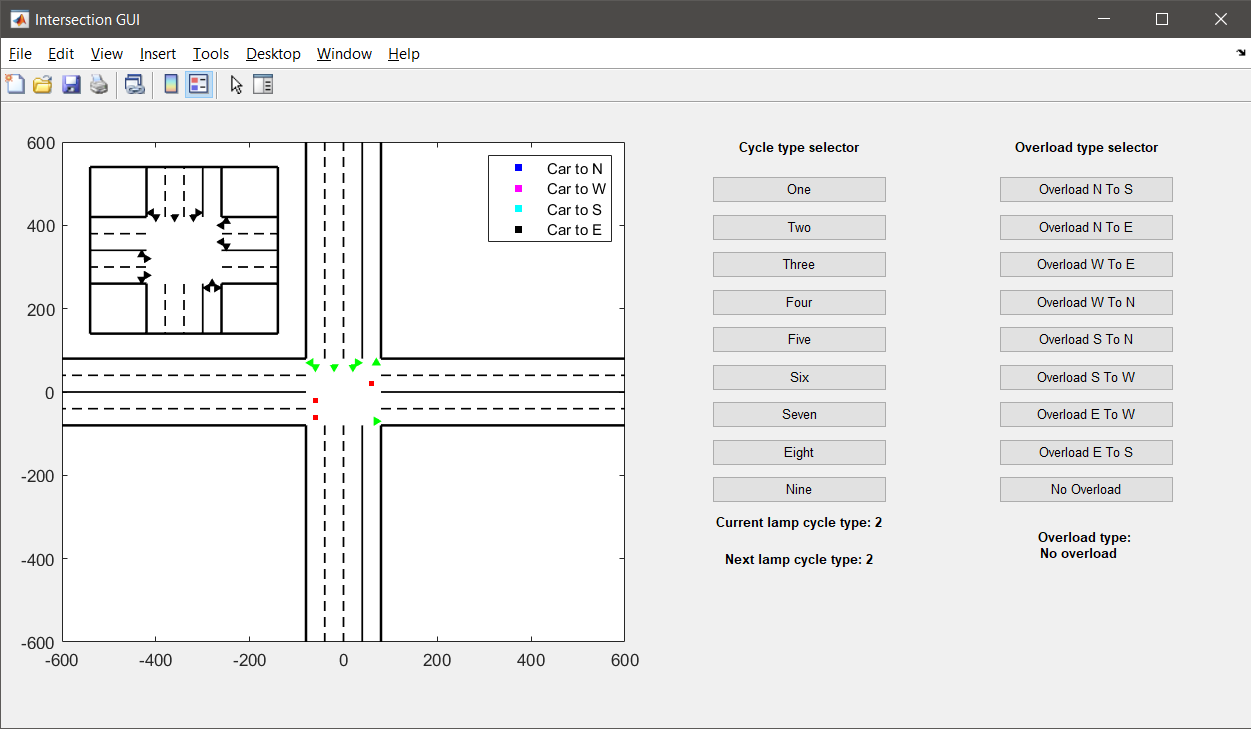 Intersection GUI
File Edit View Insert Tools Desktop Window Help
600
400
200
0
-200
-400
-600
-600 -400 -200 0 200 400 600
Car to N
Car to W
Car to S
Car to E
Cycle type selector
One
Two
Three
Four
Five
Six
Seven
Eight
Nine
Current lamp cycle type: 2
Next lamp cycle type: 2
Overload type selector
Overload N To S
Overload N To E
Overload W To E
Overload W To N
Overload S To N
Overload S To W
Overload E To W
Overload E To S
No Overload
Overload type:
No overload